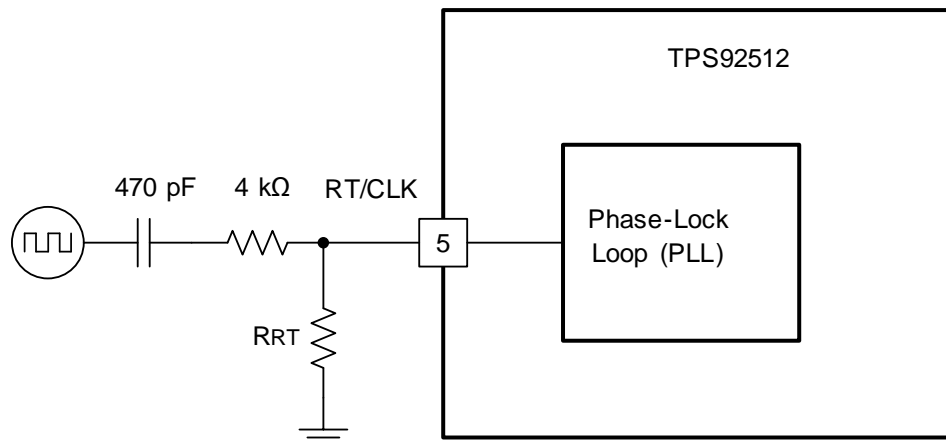 TPS92512
470 pF
4 kΩ
RT/CLK
5
Phase-Lock
Loop (PLL)
RRT